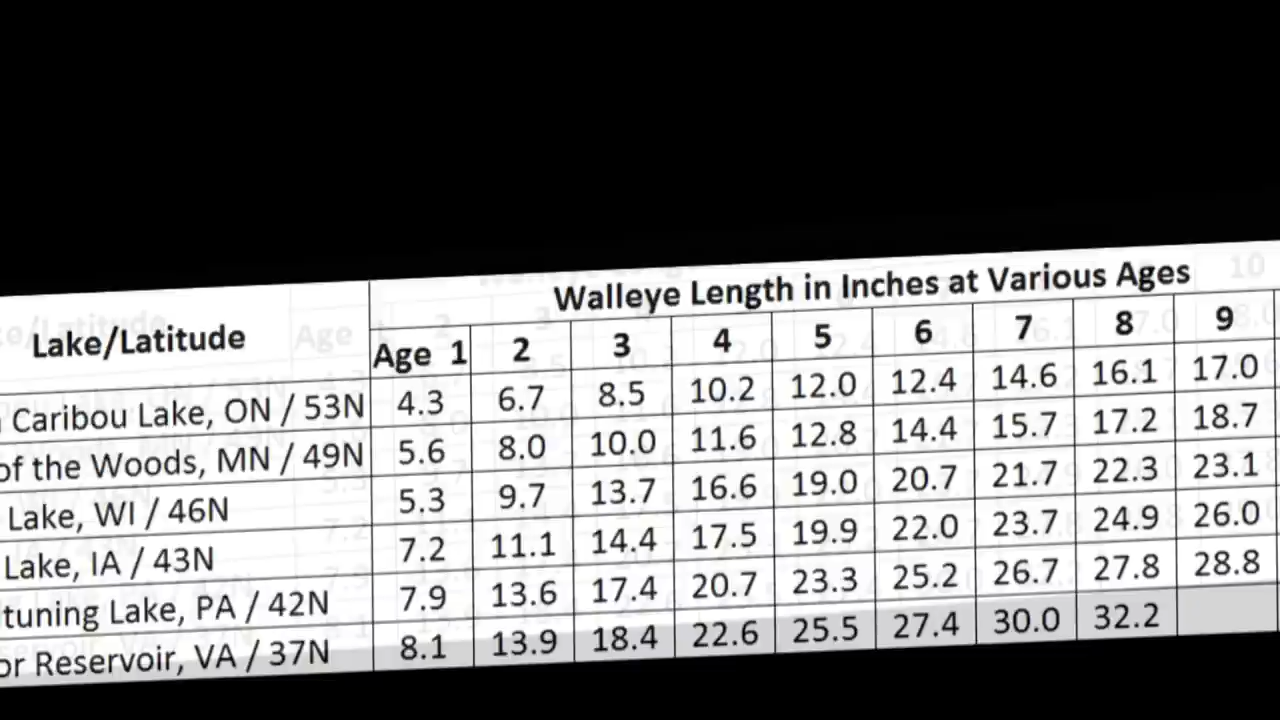 Walleye Length in Inches at Various Ages
Lake/Latitude Age 1 2 3 4 5 6 7 8 9
Caribou Lake, ON / 53N 4.3 6.7 8.5 10.2 12.0 12.4 14.6 16.1 17.0
of the Woods, MN / 49N 5.6 8.0 10.0 11.6 12.8 14.4 15.7 17.2 18.7
Lake, WI / 46N 5.3 9.7 13.7 16.6 19.0 20.7 21.7 22.3 23.1
Lake, IA / 43N 7.2 11.1 14.4 17.5 19.9 22.0 23.7 24.9 26.0
tuning Lake, PA / 42N 7.9 13.6 17.4 20.7 23.3 25.2 26.7 27.8 28.8
or Reservoir, VA / 37N 8.1 13.9 18.4 22.6 25.5 27.4 30.0 32.2